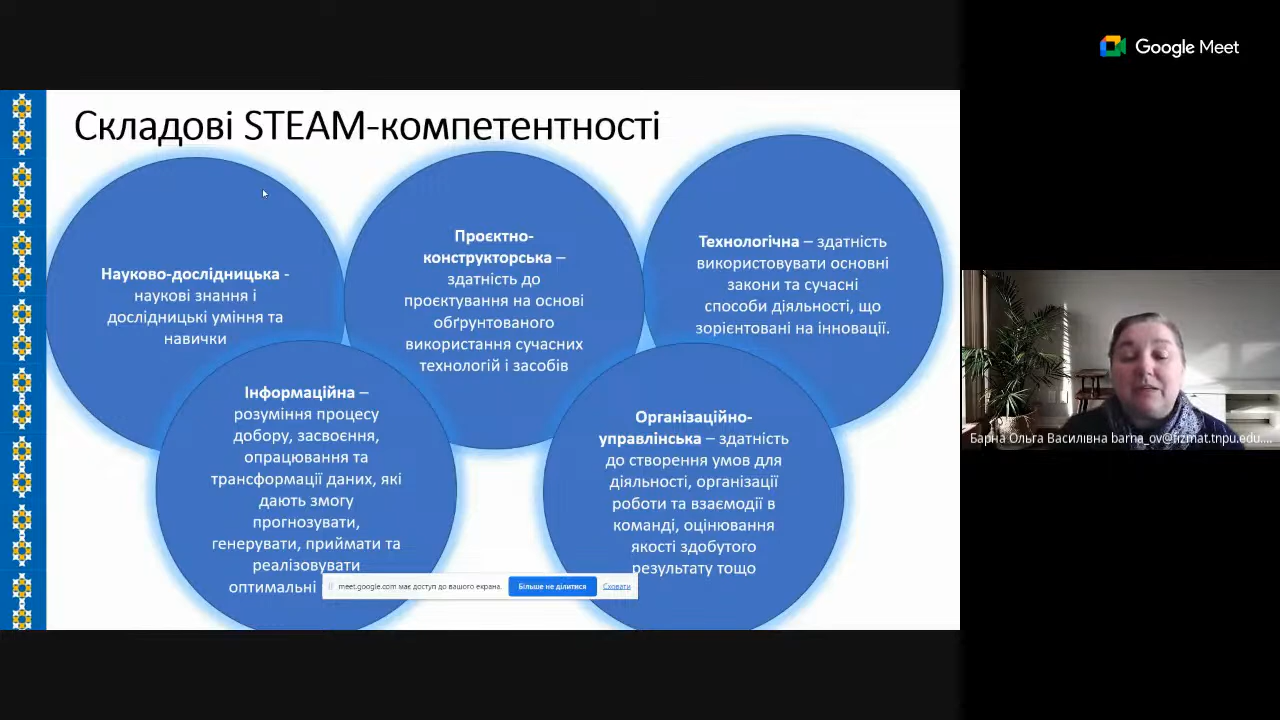 Google Meet
Складові STEAM-компетентності
Науково-дослідницька -
наукові знання і
дослідницькі уміння та
навички
Проєктно-
конструкторська –
здатність до
проєктування на основі
обґрунтованого
використання сучасних
технологій і засобів
Технологічна – здатність
використовувати основні
закони та сучасні
способи діяльності, що
зорієнтовані на інновації.
Інформаційна –
розуміння процесу
добору, засвоєння,
опрацювання та
трансформації даних, які
дають змогу
прогнозувати,
генерувати, приймати та
реалізовувати
оптимальні
Організаційно-
управлінська – здатність
до створення умов для
діяльності, організації
роботи та взаємодії в
команді, оцінювання
якості здобутого
результату тощо
meet.google.com має доступ до вашого екрана.
Більше не ділитися
Сховати
Барна Ольга Василівна barna_ov@fizmat.tnpu.edu....